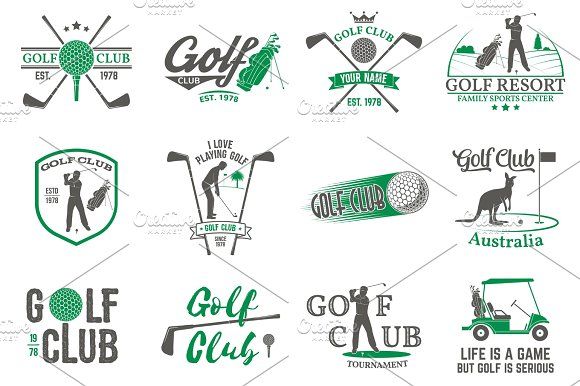 GOLF CLUB
EST. 1978
Golf
CLUB
EST. 1978
GOLF CLUB
YOUR NAME
EST. 1978
GOLF RESORT
FAMILY SPORTS CENTER
GOLF CLUB
ESTD
1978
I LOVE
PLAYING GOLF
GOLF CLUB
SINCE
1978
GOLF CLUB
Golf Club
Australia
GOLF
19
78
CLUB
Golf
Club
GOLF
CLUB
TOURNAMENT
LIFE IS A GAME
BUT GOLF IS SERIOUS